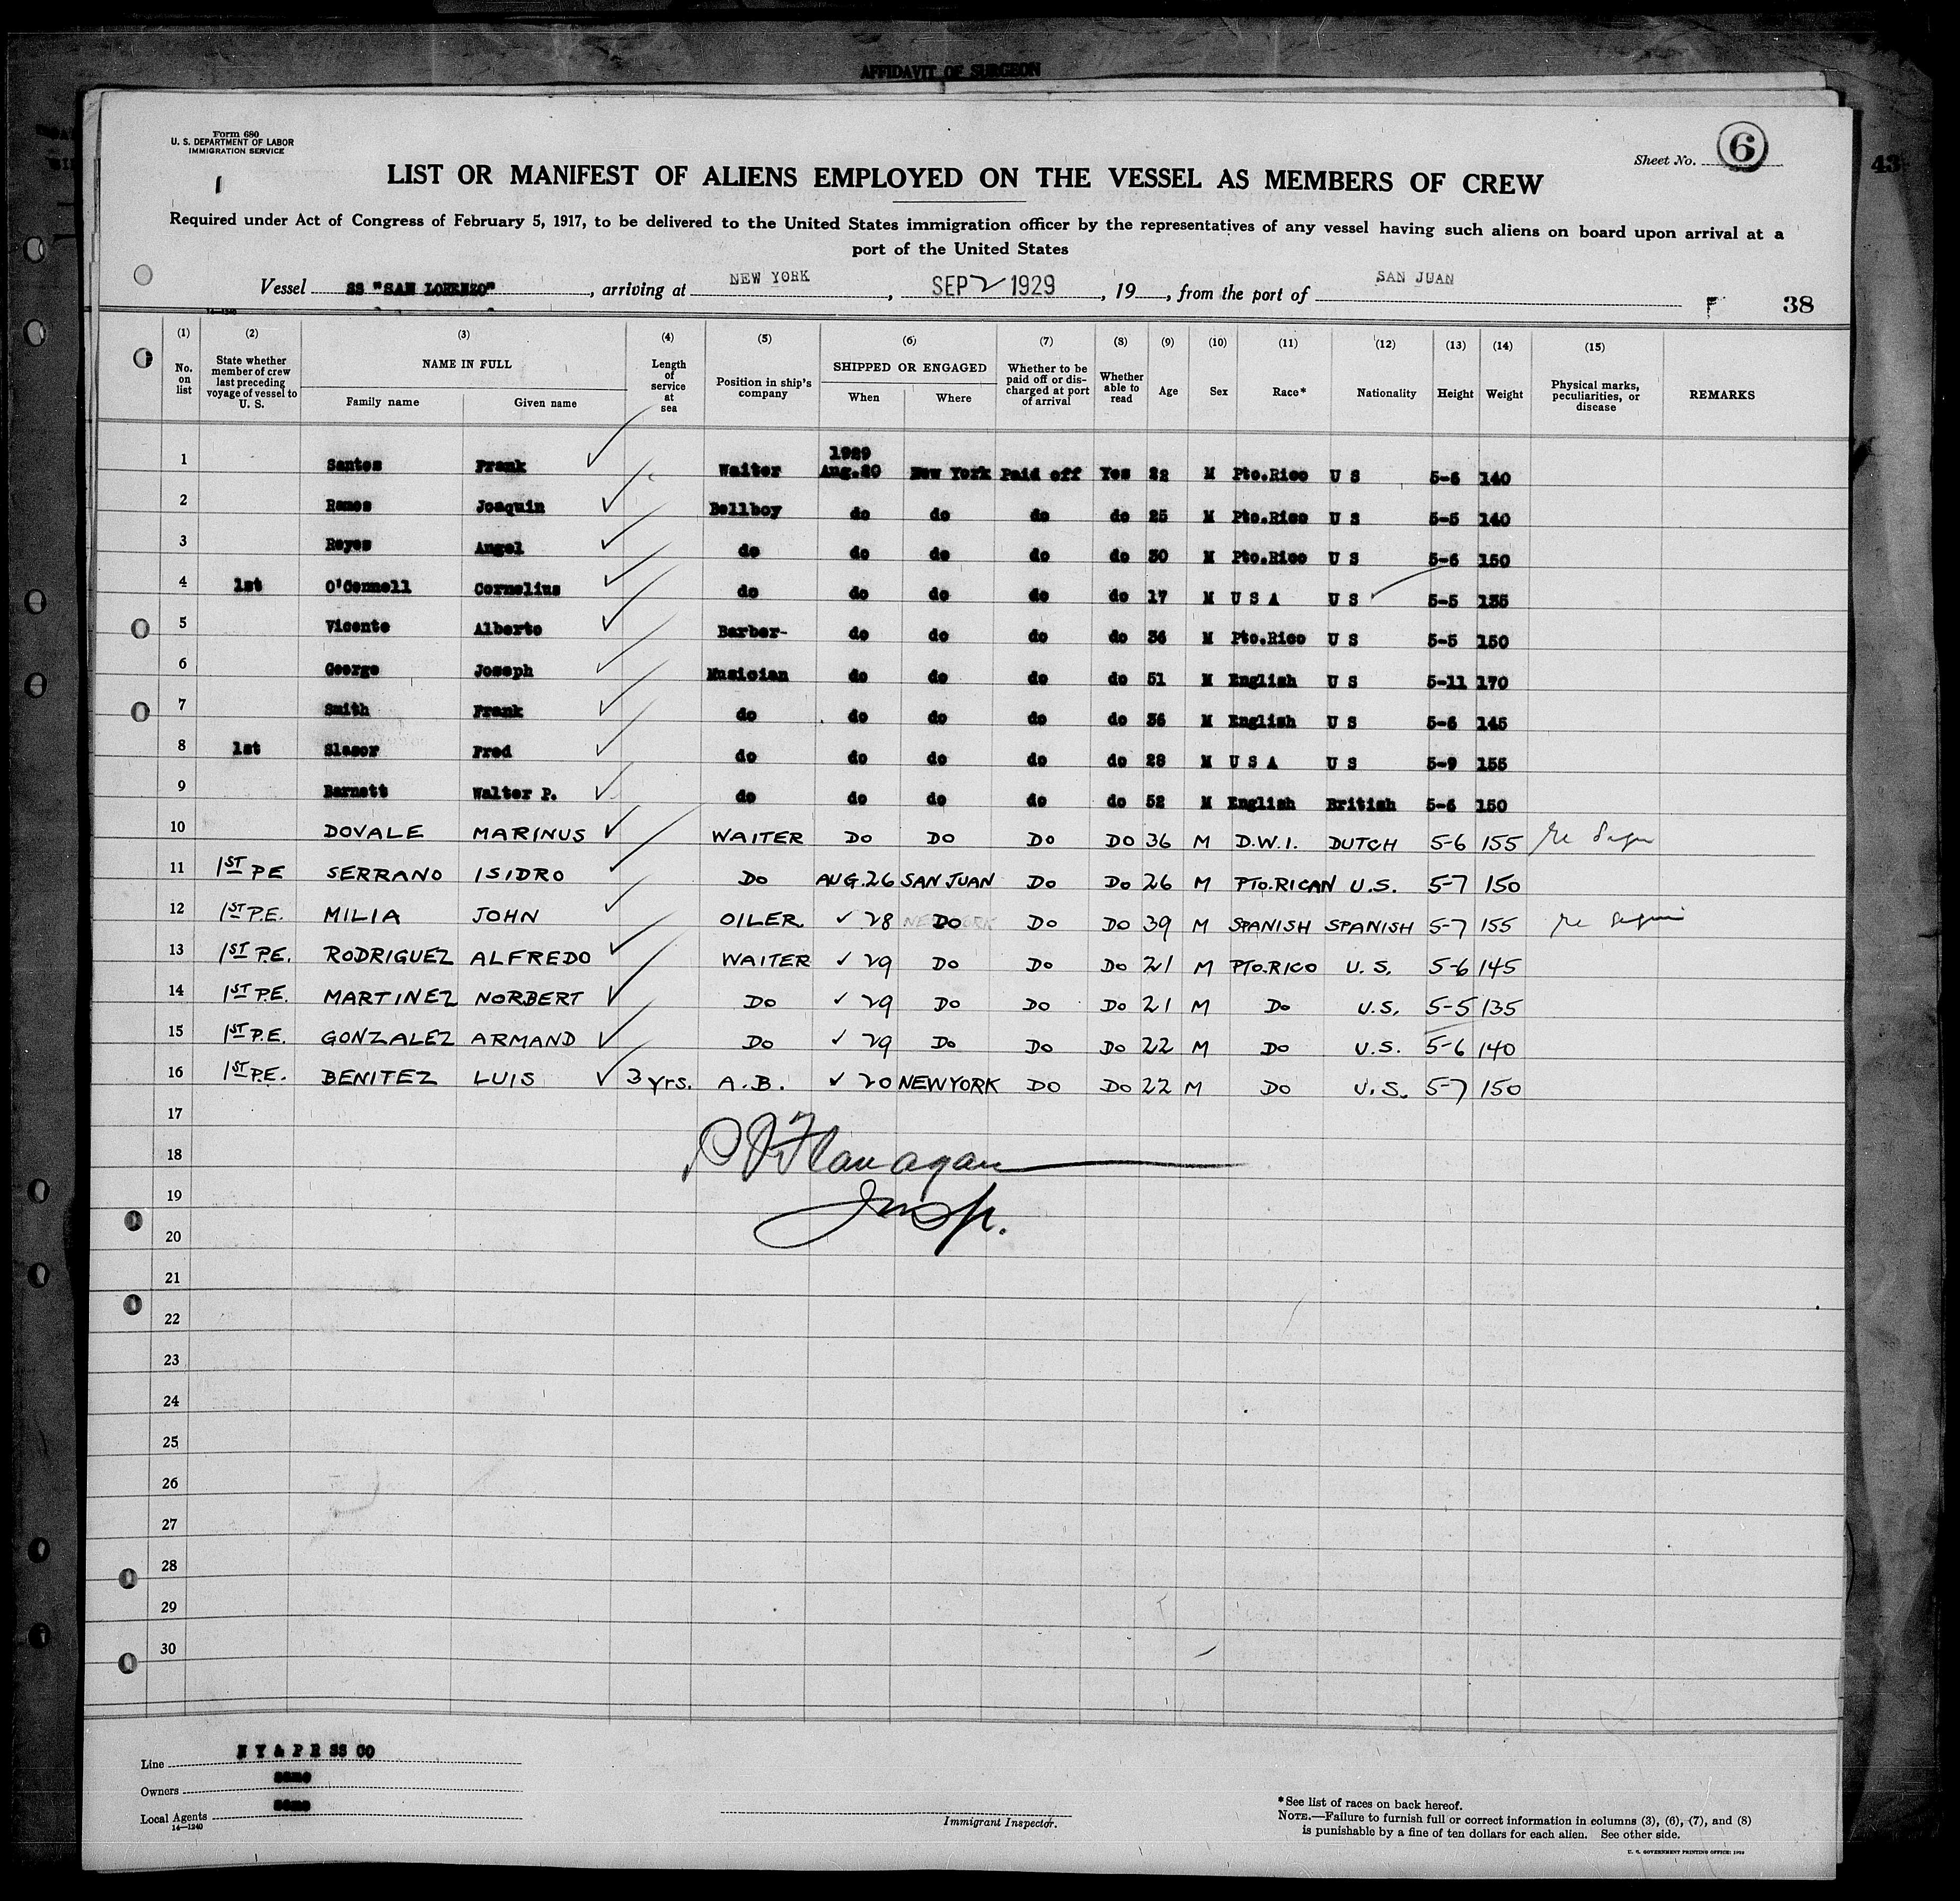 AFFIDAVIT OF SURGEON
Form 680
U. S. DEPARTMENT OF LABOR
IMMIGRATION SERVICE
Sheet No. 6
43
1
LIST OR MANIFEST OF ALIENS EMPLOYED ON THE VESSEL AS MEMBERS OF CREW
Required under Act of Congress of February 5, 1917, to be delivered to the United States immigration officer by the representatives of any vessel having such aliens on board upon arrival at a
port of the United States
Vessel SS "SAN LORENZO", arriving at NEW YORK, SEP 2 1929, 19, from the port of SAN JUAN
F 38
(1) (2) (3) (4) (5) (6) (7) (8) (9) (10) (11) (12) (13) (14) (15)
No. on list
State whether member of crew last preceding voyage of vessel to U. S.
NAME IN FULL
Family name Given name
Length of service at sea
Position in ship's company
SHIPPED OR ENGAGED
When Where
Whether to be paid off or discharged at port of arrival
Whether able to read
Age Sex Race* Nationality Height Weight
Physical marks, peculiarities, or disease
REMARKS
1 Santos Frank Waiter 1929 Aug.20 New York Paid off Yes 22 M Pto.Rico U S 5-6 140
2 Ramos Joaquin Bellboy do do do do 25 M Pto.Rico U S 5-5 140
3 Reyes Angel do do do do do 30 M Pto.Rico U S 5-6 150
4 1st O'Connell Cornelius do do do do do 17 M U S A U S 5-5 135
5 Vicente Alberto Barber- do do do do 36 M Pto.Rico U S 5-5 150
6 George Joseph Musician do do do do 51 M English U S 5-11 170
7 Smith Frank do do do do do 36 M English U S 5-6 145
8 1st Slasor Fred do do do do do 28 M U S A U S 5-9 155
9 Barnett Walter P. do do do do do 52 M English British 5-6 150
10 DOVALE MARINUS WAITER DO DO DO DO 36 M D.W.I. DUTCH 5-6 155
11 1ST PE SERRANO ISIDRO DO AUG.26 SAN JUAN DO DO 26 M PTO.RICAN U.S. 5-7 150
12 1ST P.E. MILIA JOHN OILER ✓ 28 DO DO DO 39 M SPANISH SPANISH 5-7 155
13 1ST P.E. RODRIGUEZ ALFREDO WAITER ✓ 29 DO DO DO 21 M PTO.RICO U.S. 5-6 145
14 1ST P.E. MARTINEZ NORBERT DO ✓ 29 DO DO DO 21 M DO U.S. 5-5 135
15 1ST P.E. GONZALEZ ARMAND DO ✓ 29 DO DO DO 22 M DO U.S. 5-6 140
16 1ST P.E. BENITEZ LUIS 3 yrs. A.B. ✓ 20 NEW YORK DO DO 22 M DO U.S. 5-7 150
17
Flanagan
18
19
Insp.
20
21
22
23
24
25
26
27
28
29
30
Line N Y & P R SS CO
Owners same
Local Agents same
14—1240
Immigrant Inspector.
*See list of races on back hereof.
NOTE.—Failure to furnish full or correct information in columns (3), (6), (7), and (8)
is punishable by a fine of ten dollars for each alien. See other side.